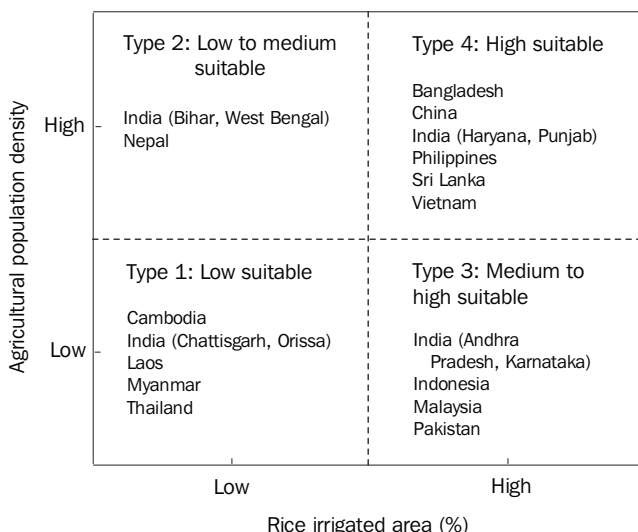 Agricultural population density
High
Low
Type 2: Low to medium
suitable
India (Bihar, West Bengal)
Nepal
Type 4: High suitable
Bangladesh
China
India (Haryana, Punjab)
Philippines
Sri Lanka
Vietnam
Type 1: Low suitable
Cambodia
India (Chattisgarh, Orissa)
Laos
Myanmar
Thailand
Type 3: Medium to
high suitable
India (Andhra
Pradesh, Karnataka)
Indonesia
Malaysia
Pakistan
Low
High
Rice irrigated area (%)